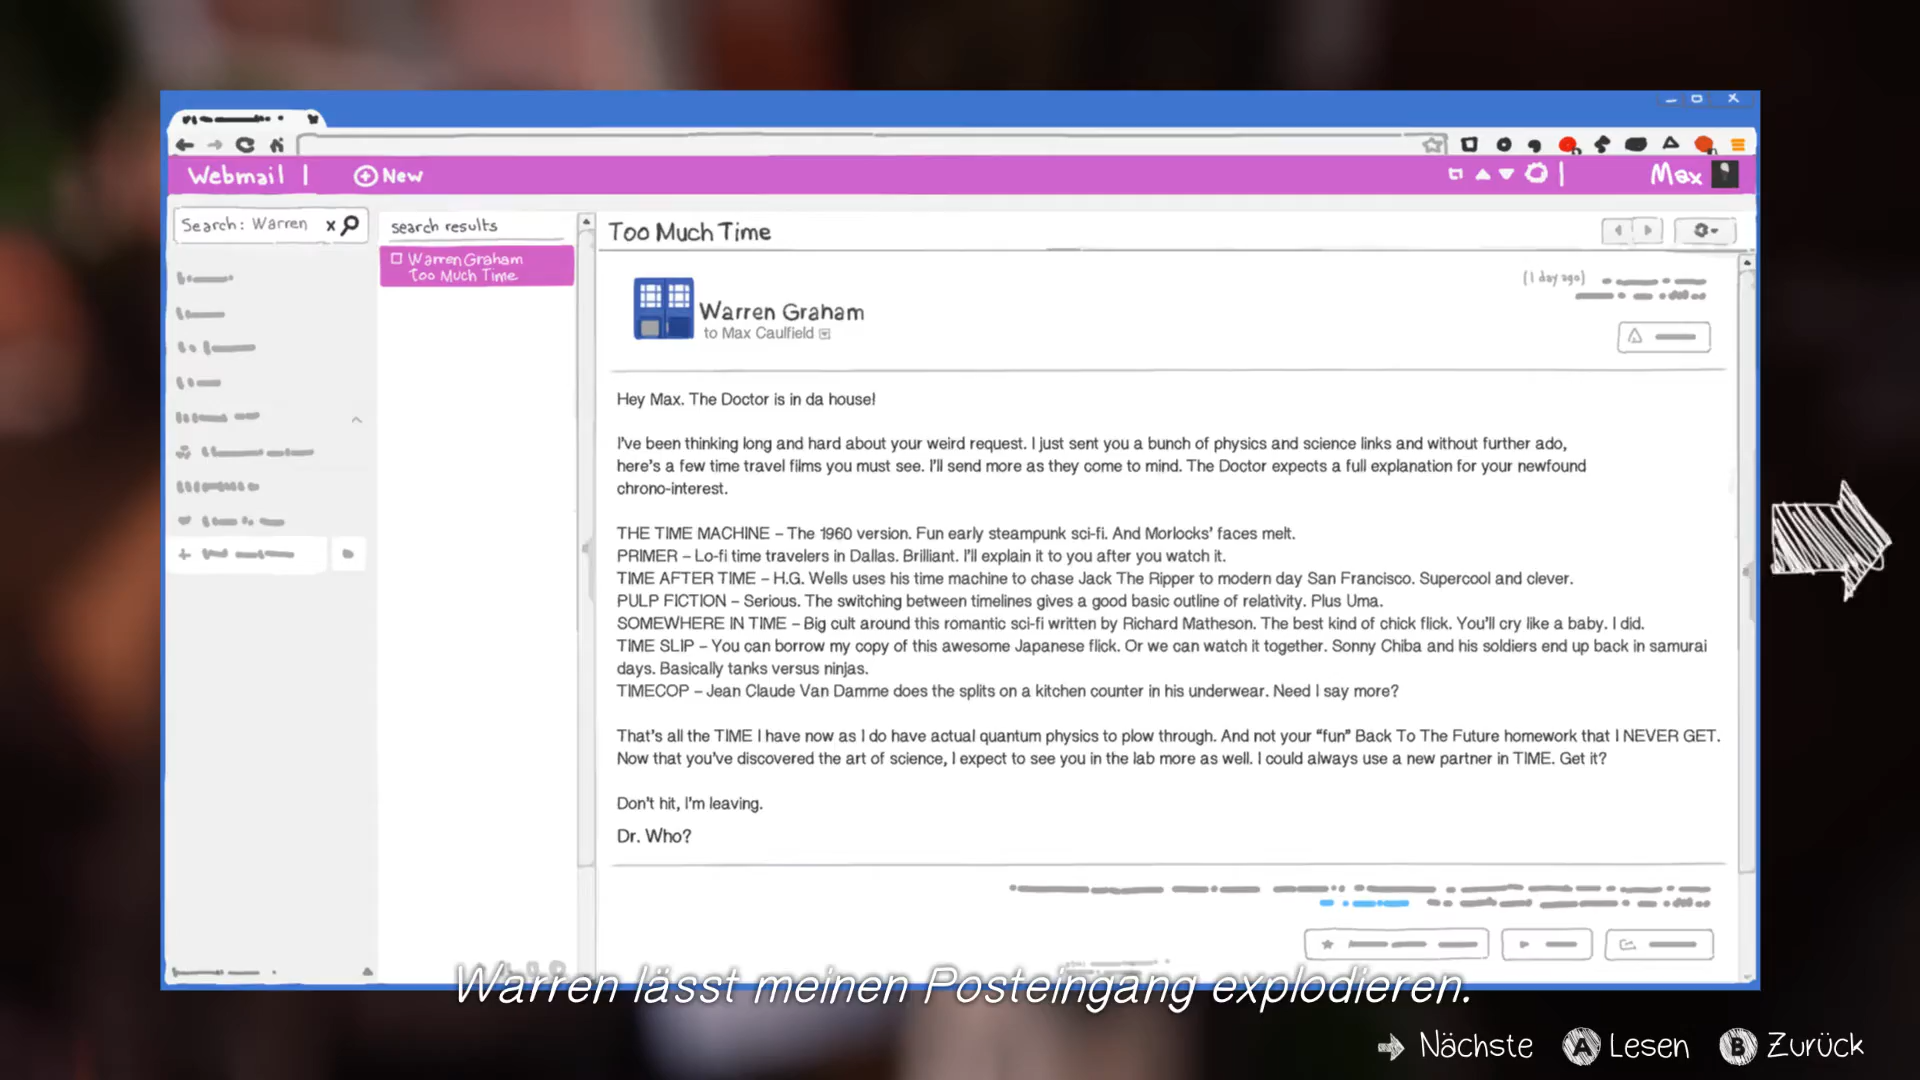 Webmail
New
Max
Search: Warren x
search results
Warren Graham
Too Much Time
Too Much Time
(1 day ago)
Warren Graham
to Max Caulfield
Hey Max. The Doctor is in da house!
I've been thinking long and hard about your weird request. I just sent you a bunch of physics and science links and without further ado,
here's a few time travel films you must see. I'll send more as they come to mind. The Doctor expects a full explanation for your newfound
chrono-interest.
THE TIME MACHINE – The 1960 version. Fun early steampunk sci-fi. And Morlocks' faces melt.
PRIMER – Lo-fi time travelers in Dallas. Brilliant. I'll explain it to you after you watch it.
TIME AFTER TIME – H.G. Wells uses his time machine to chase Jack The Ripper to modern day San Francisco. Supercool and clever.
PULP FICTION – Serious. The switching between timelines gives a good basic outline of relativity. Plus Uma.
SOMEWHERE IN TIME – Big cult around this romantic sci-fi written by Richard Matheson. The best kind of chick flick. You'll cry like a baby. I did.
TIME SLIP – You can borrow my copy of this awesome Japanese flick. Or we can watch it together. Sonny Chiba and his soldiers end up back in samurai
days. Basically tanks versus ninjas.
TIMECOP – Jean Claude Van Damme does the splits on a kitchen counter in his underwear. Need I say more?
That's all the TIME I have now as I do have actual quantum physics to plow through. And not your “fun” Back To The Future homework that I NEVER GET.
Now that you've discovered the art of science, I expect to see you in the lab more as well. I could always use a new partner in TIME. Get it?
Don't hit, I'm leaving.
Dr. Who?
Warren lässt meinen Posteingang explodieren.
Nächste
A Lesen
B Zurück